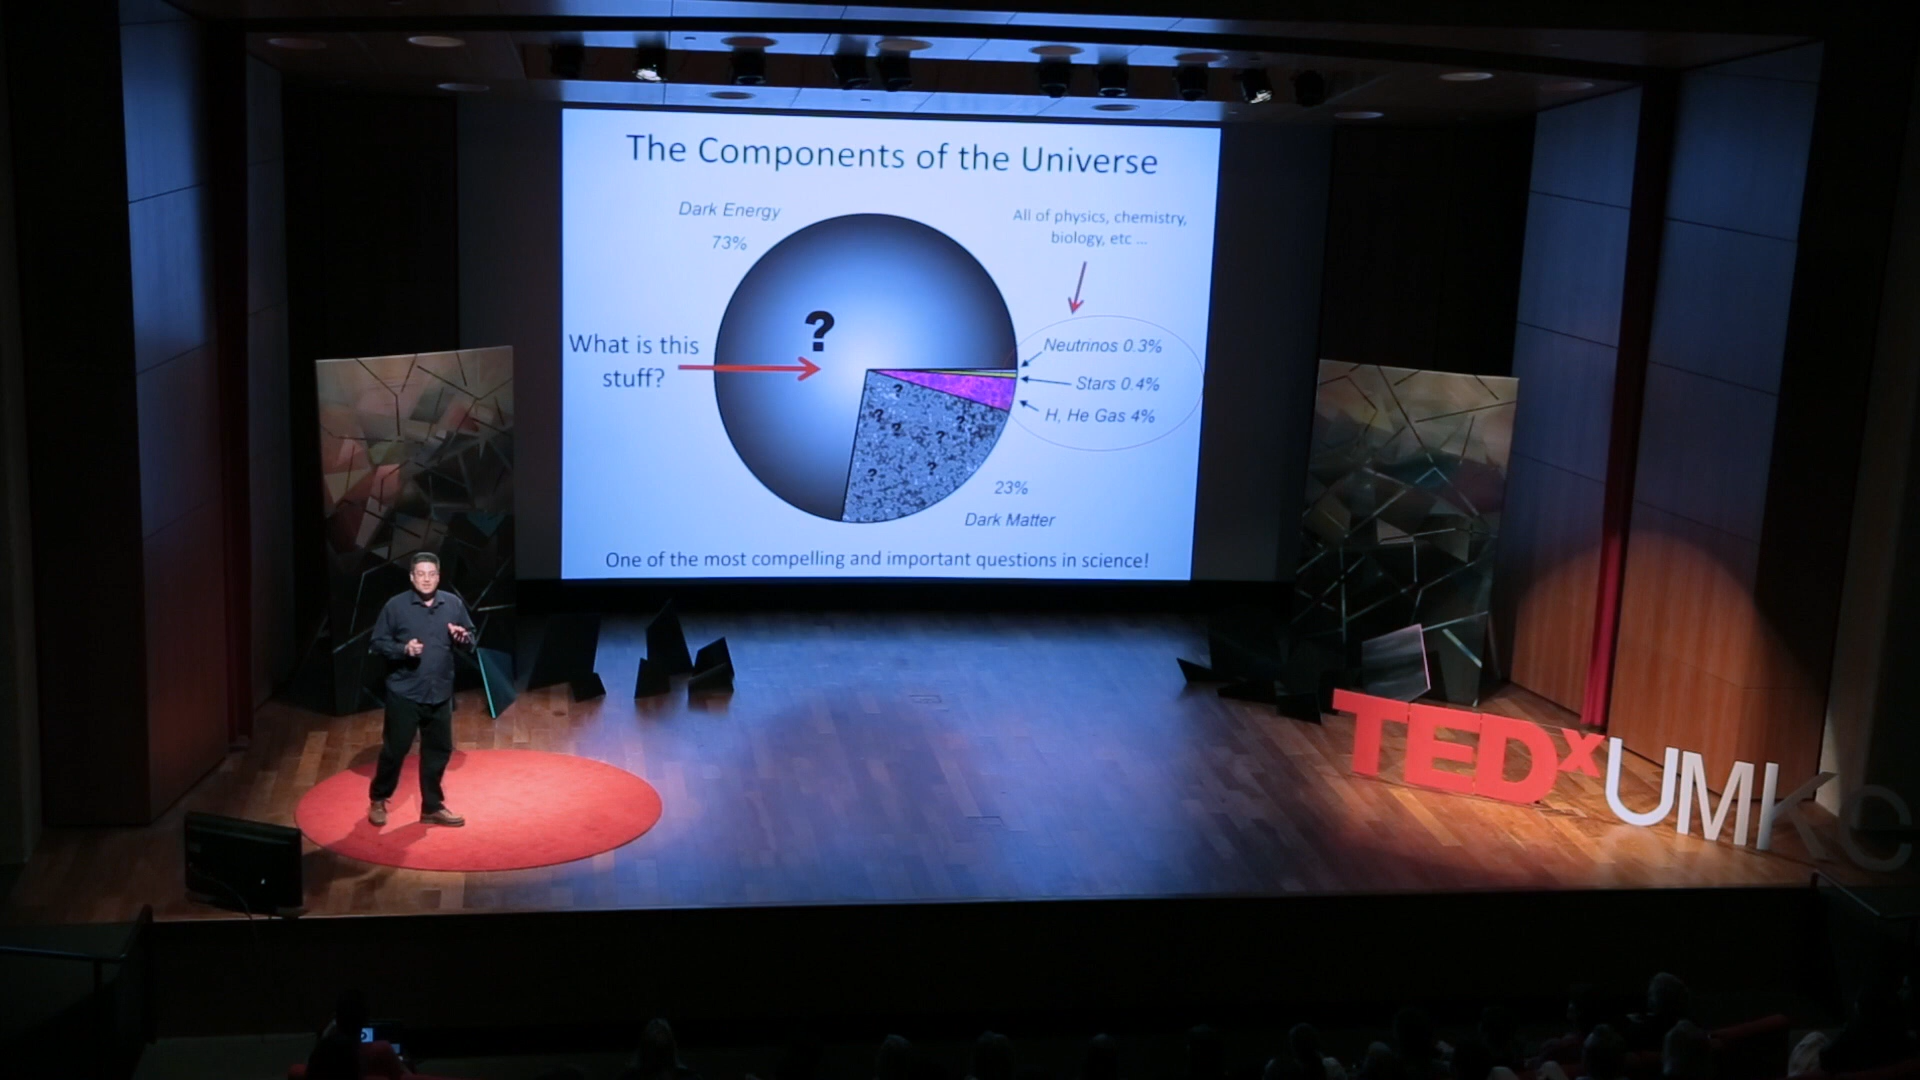 The Components of the Universe
Dark Energy
73%
All of physics, chemistry,
biology, etc ...
?
What is this
stuff?
Neutrinos 0.3%
Stars 0.4%
H, He Gas 4%
?
?
?
?
?
?
?
23%
Dark Matter
One of the most compelling and important questions in science!
TEDxUMKC